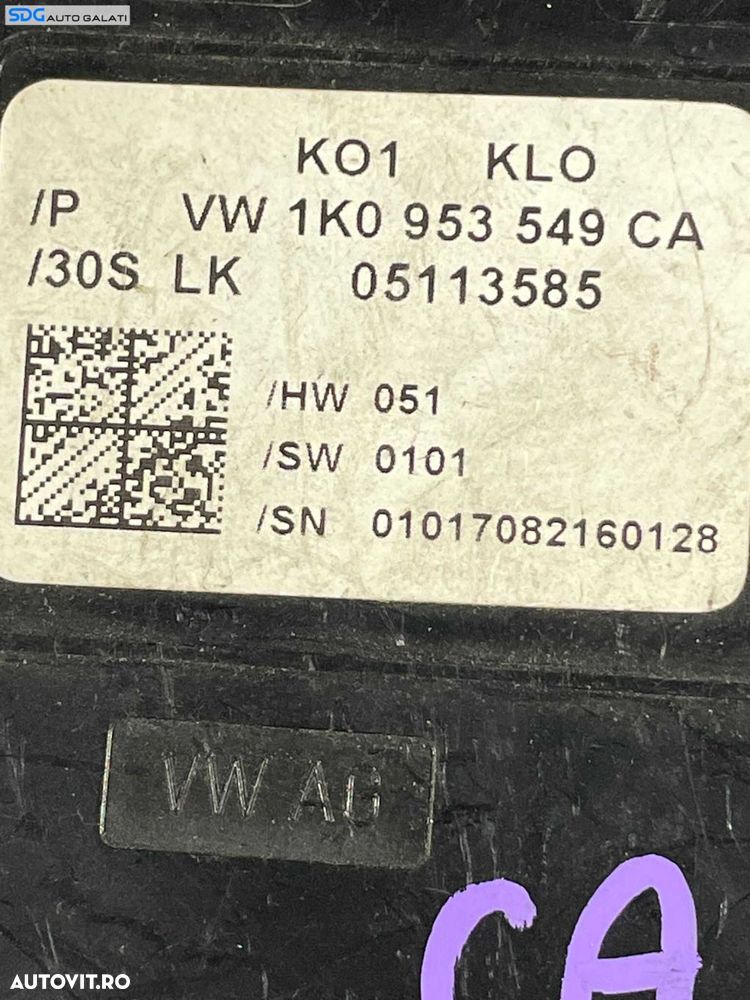 SDG AUTO GALATI
KO1 KLO
/P VW 1K0 953 549 CA
/30S LK 05113585
/HW 051
/SW 0101
/SN 01017082160128
VW AG
CA
AUTOVIT.RO